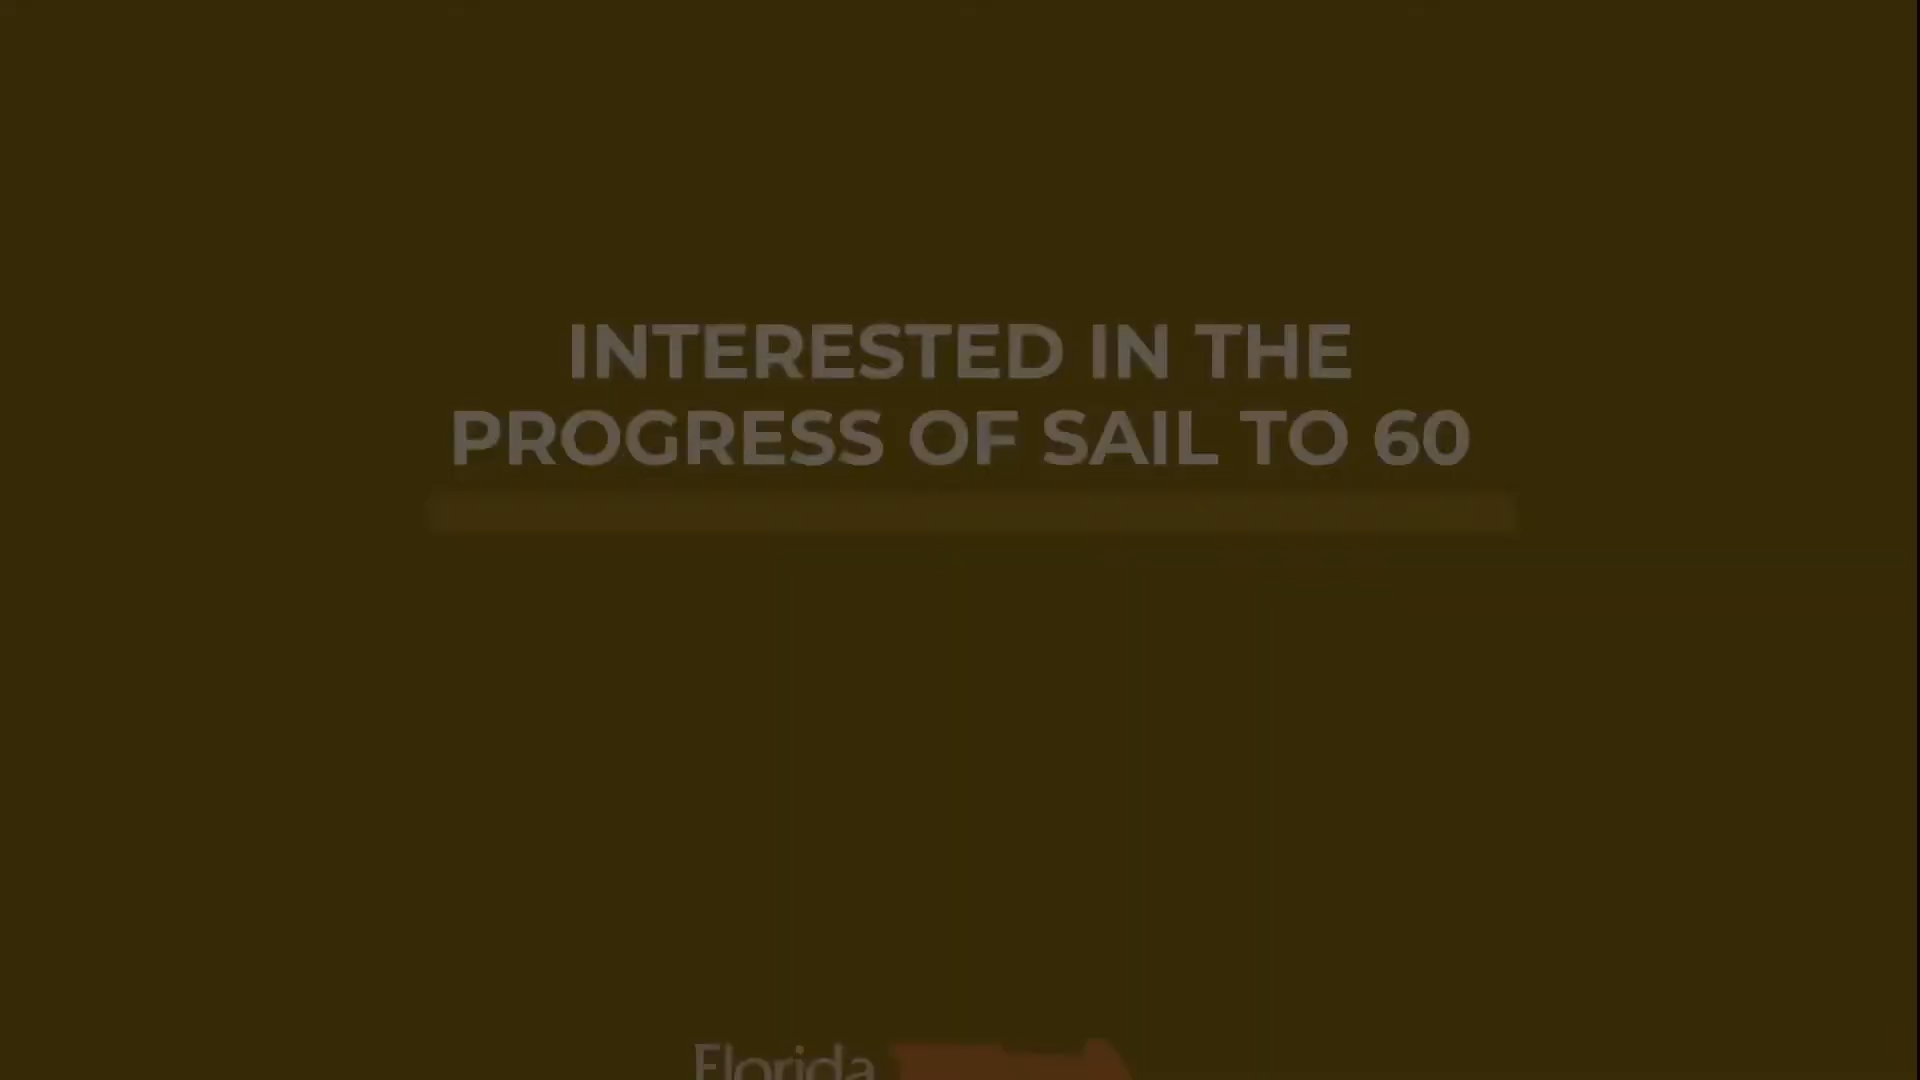 INTERESTED IN THE
PROGRESS OF SAIL TO 60
Florida